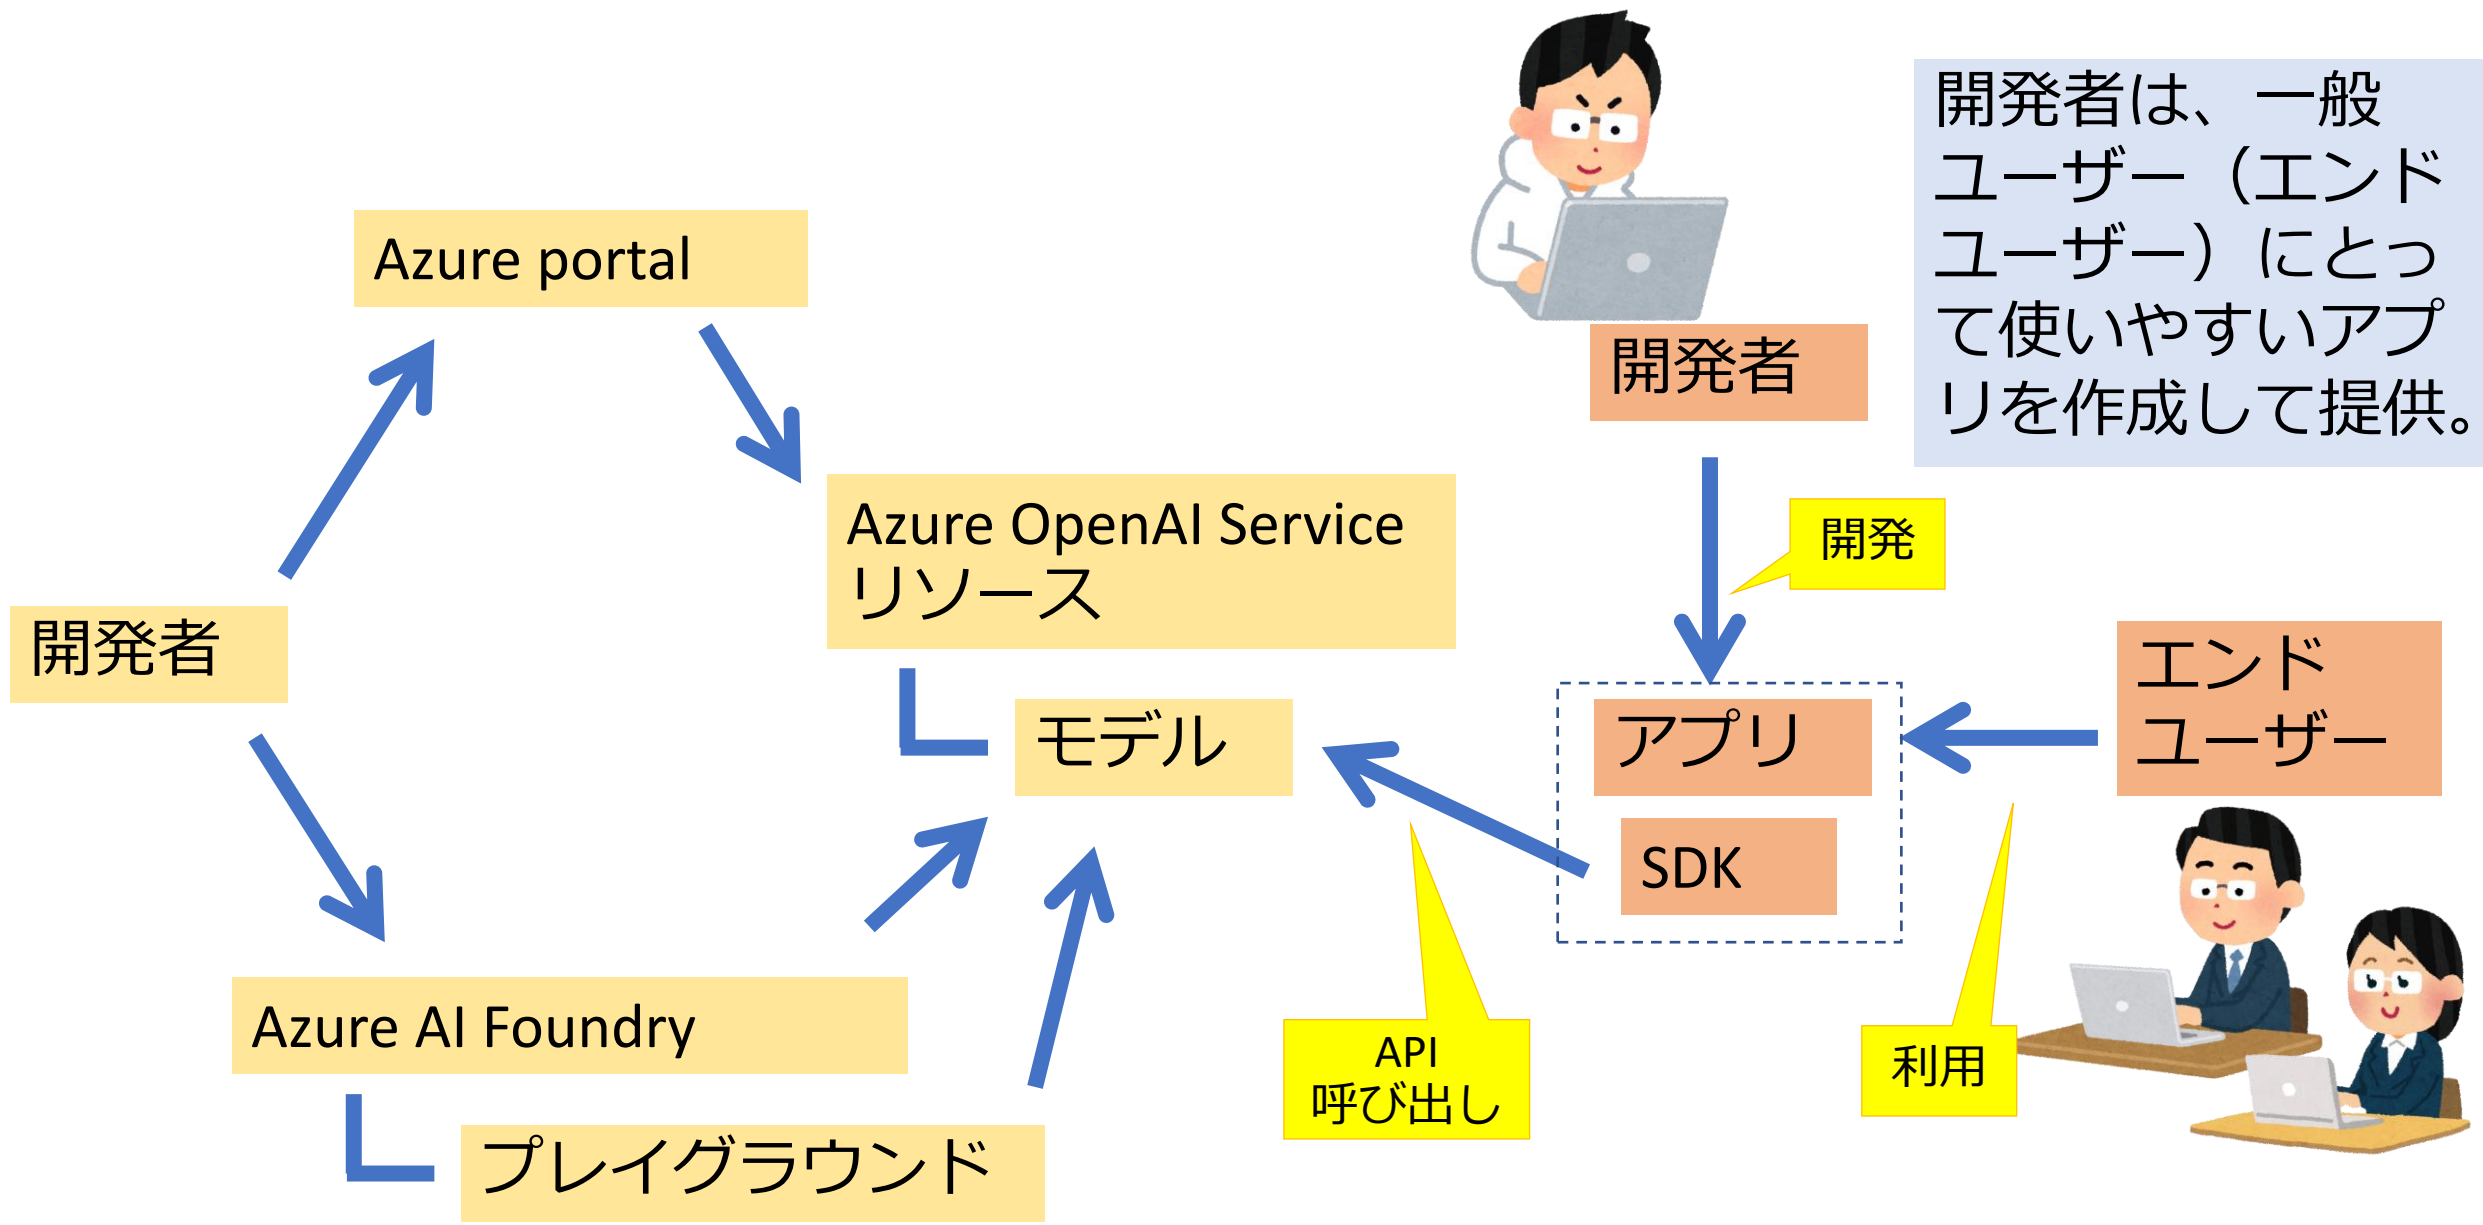 開発者は、一般
ユーザー（エンド
ユーザー）にとっ
て使いやすいアプ
リを作成して提供。
Azure portal
開発者
Azure OpenAI Service
リソース
開発
開発者
モデル
アプリ
エンド
ユーザー
SDK
Azure AI Foundry
API
呼び出し
利用
プレイグラウンド